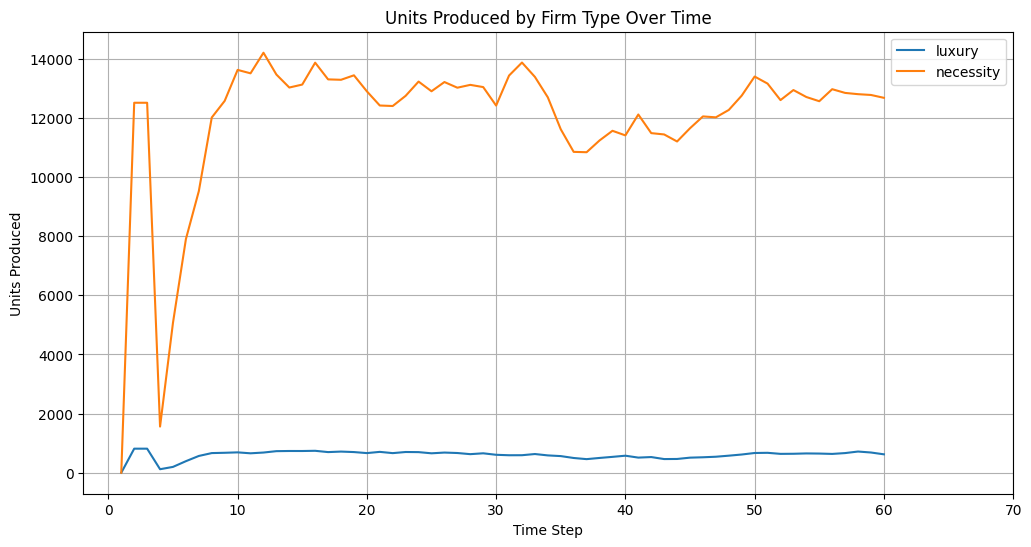 Units Produced by Firm Type Over Time
luxury
necessity
14000
12000
10000
8000
6000
4000
2000
0
Units Produced
0 10 20 30 40 50 60 70
Time Step